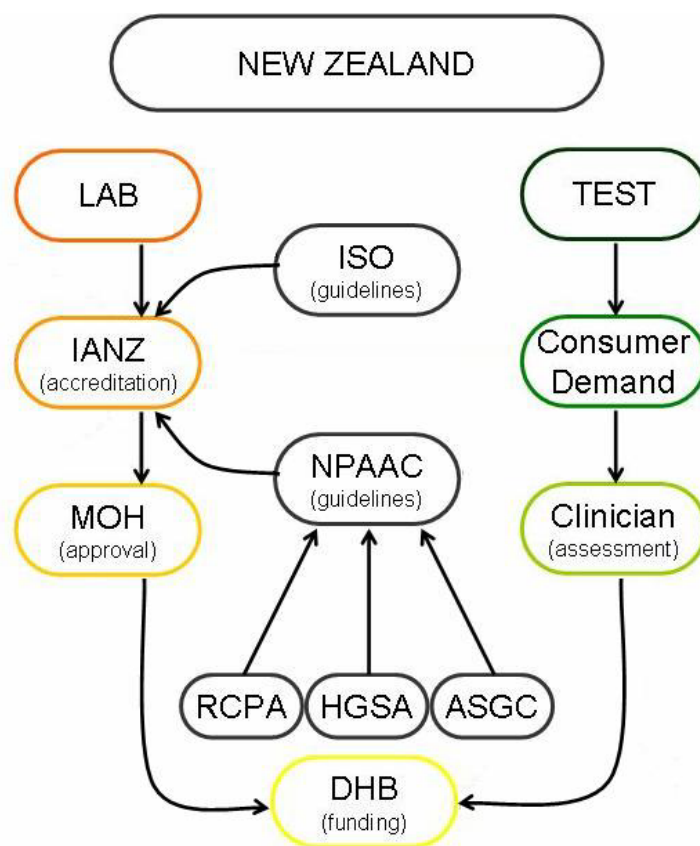 NEW ZEALAND
LAB
TEST
ISO
(guidelines)
IANZ
(accreditation)
Consumer
Demand
NPAAC
(guidelines)
MOH
(approval)
Clinician
(assessment)
RCPA
HGSA
ASGC
DHB
(funding)